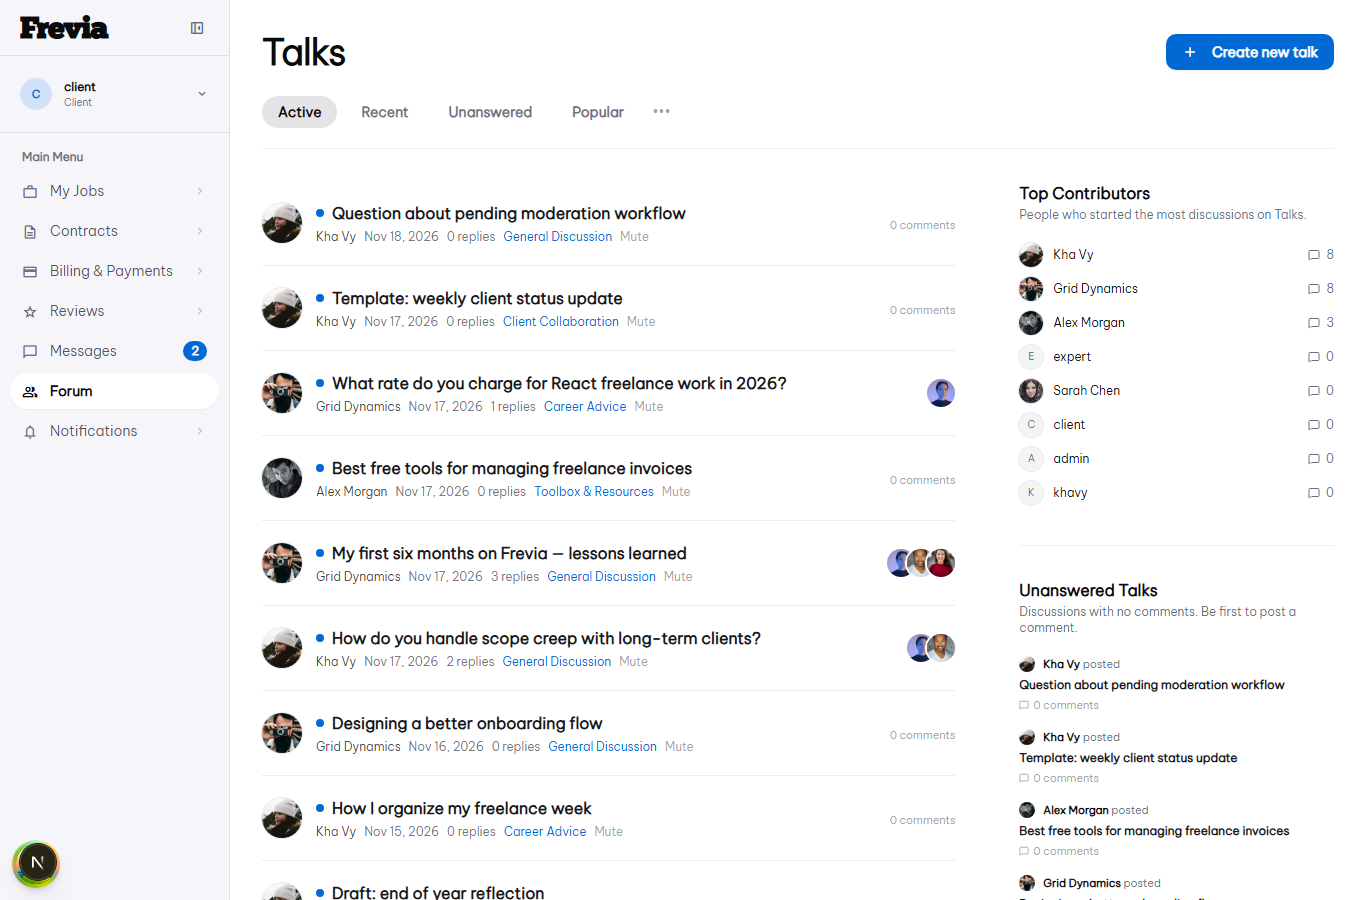 Frevia
C
client
Client
Main Menu
My Jobs
Contracts
Billing & Payments
Reviews
Messages
2
Forum
Notifications
N
Talks
Create new talk
Active
Recent
Unanswered
Popular
Question about pending moderation workflow
Kha Vy Nov 18, 2026 0 replies General Discussion Mute
0 comments
Template: weekly client status update
Kha Vy Nov 17, 2026 0 replies Client Collaboration Mute
0 comments
What rate do you charge for React freelance work in 2026?
Grid Dynamics Nov 17, 2026 1 replies Career Advice Mute
Best free tools for managing freelance invoices
Alex Morgan Nov 17, 2026 0 replies Toolbox & Resources Mute
0 comments
My first six months on Frevia — lessons learned
Grid Dynamics Nov 17, 2026 3 replies General Discussion Mute
How do you handle scope creep with long-term clients?
Kha Vy Nov 17, 2026 2 replies General Discussion Mute
Designing a better onboarding flow
Grid Dynamics Nov 16, 2026 0 replies General Discussion Mute
0 comments
How I organize my freelance week
Kha Vy Nov 15, 2026 0 replies Career Advice Mute
0 comments
Draft: end of year reflection
Top Contributors
People who started the most discussions on Talks.
Kha Vy 8
Grid Dynamics 8
Alex Morgan 3
E expert 0
Sarah Chen 0
C client 0
A admin 0
K khavy 0
Unanswered Talks
Discussions with no comments. Be first to post a
comment.
Kha Vy posted
Question about pending moderation workflow
0 comments
Kha Vy posted
Template: weekly client status update
0 comments
Alex Morgan posted
Best free tools for managing freelance invoices
0 comments
Grid Dynamics posted